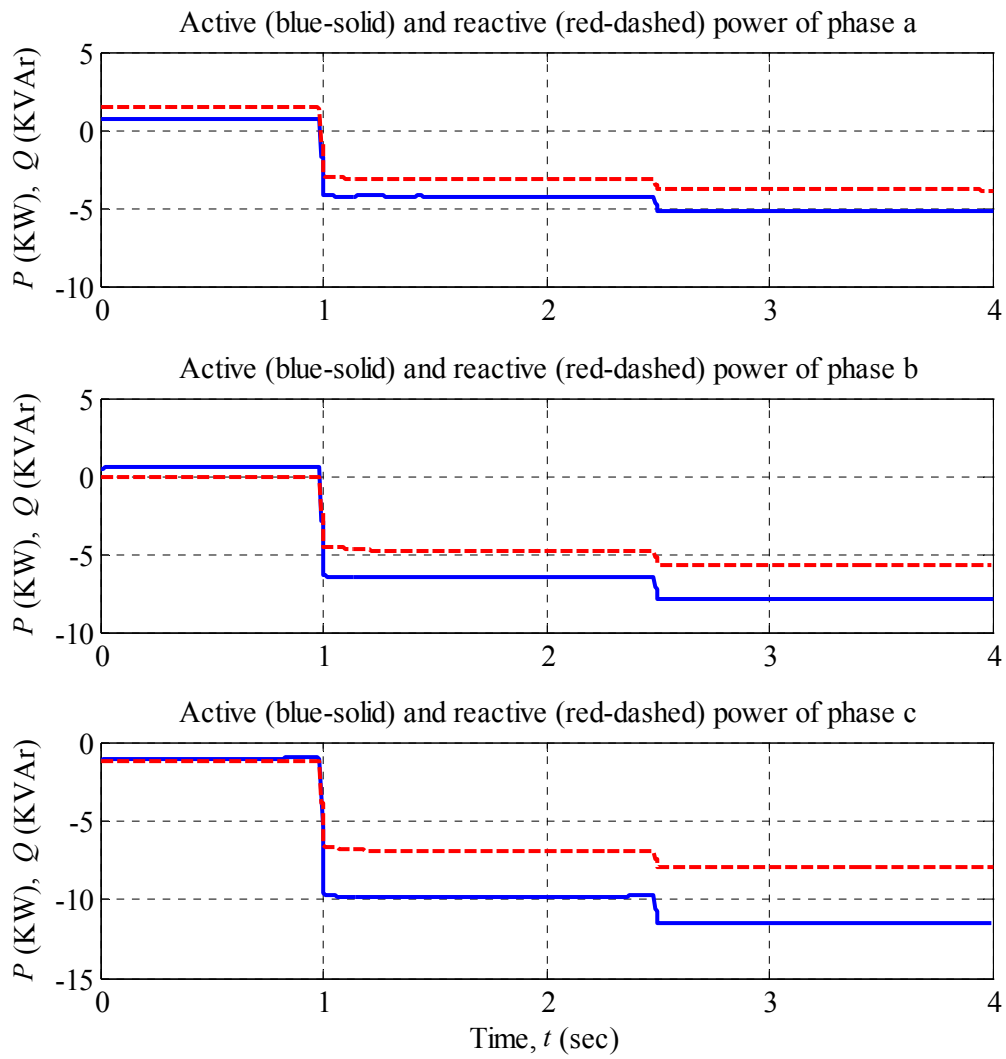 Active (blue-solid) and reactive (red-dashed) power of phase a
P (KW), Q (KVAr)
5
0
-5
-10
0 1 2 3 4
Active (blue-solid) and reactive (red-dashed) power of phase b
P (KW), Q (KVAr)
5
0
-5
-10
0 1 2 3 4
Active (blue-solid) and reactive (red-dashed) power of phase c
P (KW), Q (KVAr)
0
-5
-10
-15
0 1 2 3 4
Time, t (sec)